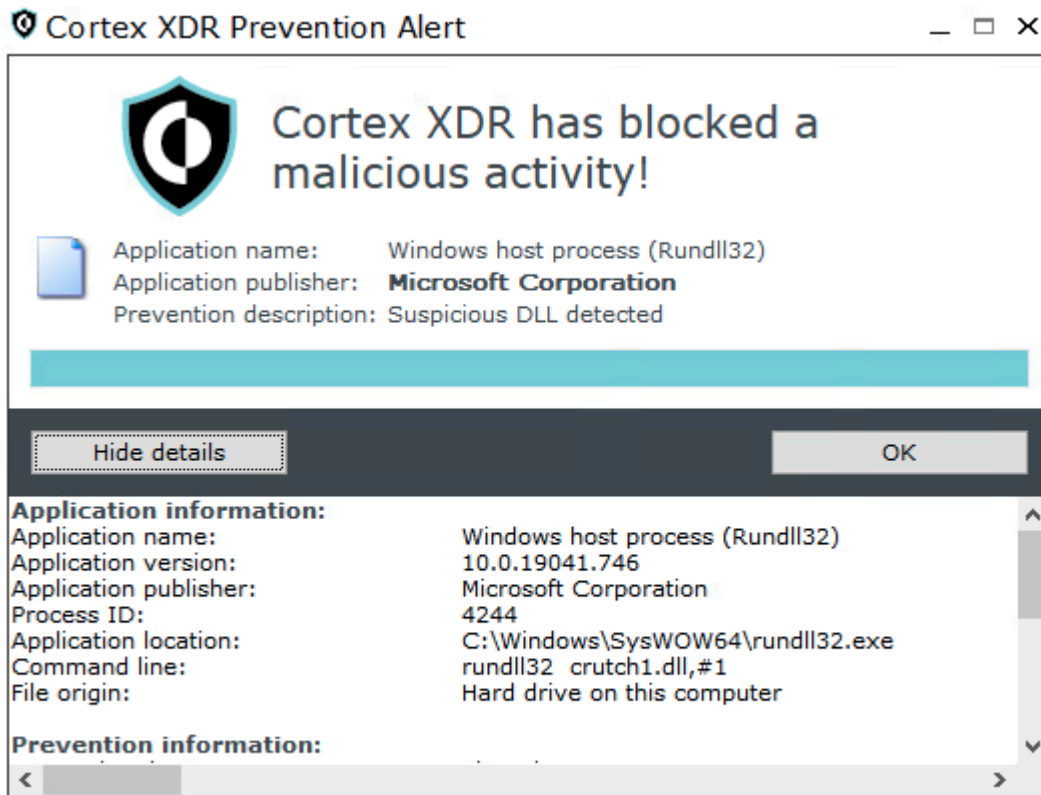 Cortex XDR Prevention Alert
Cortex XDR has blocked a
malicious activity!
Application name: Windows host process (Rundll32)
Application publisher: Microsoft Corporation
Prevention description: Suspicious DLL detected
Hide details OK
Application information:
Application name: Windows host process (Rundll32)
Application version: 10.0.19041.746
Application publisher: Microsoft Corporation
Process ID: 4244
Application location: C:\Windows\SysWOW64\rundll32.exe
Command line: rundll32  crutch1.dll,#1
File origin: Hard drive on this computer
Prevention information: